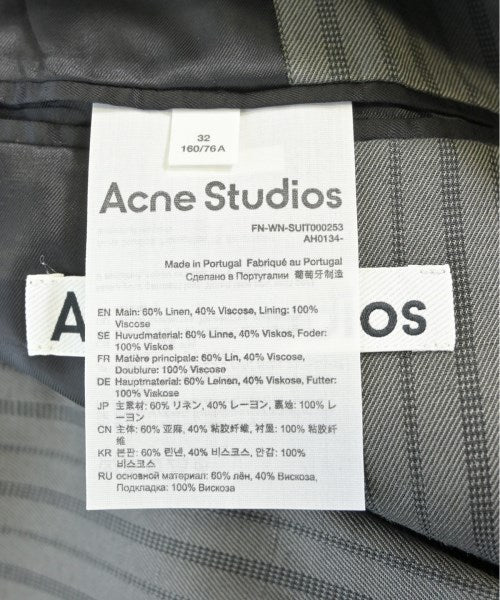 32
160/76A
Acne Studios
FN-WN-SUIT000253
AH0134-
Made in Portugal Fabriqué au Portugal
Сделано в Португалии 葡萄牙制造
A OS
EN Main: 60% Linen, 40% Viscose, Lining: 100%
Viscose
SE Huvudmaterial: 60% Linne, 40% Viskos, Foder:
100% Viskos
FR Matière principale: 60% Lin, 40% Viscose,
Doublure: 100% Viscose
DE Hauptmaterial: 60% Leinen, 40% Viskose, Futter:
100% Viskose
JP 主素材: 60% リネン, 40% レーヨン, 裏地: 100% レ
ーヨン
CN 主体: 60% 亚麻, 40% 粘胶纤维, 衬里: 100% 粘胶纤
维
KR 본판: 60% 린넨, 40% 비스코스, 안감: 100%
비스코스
RU основной материал: 60% лён, 40% Вискоза,
Подкладка: 100% Вискоза